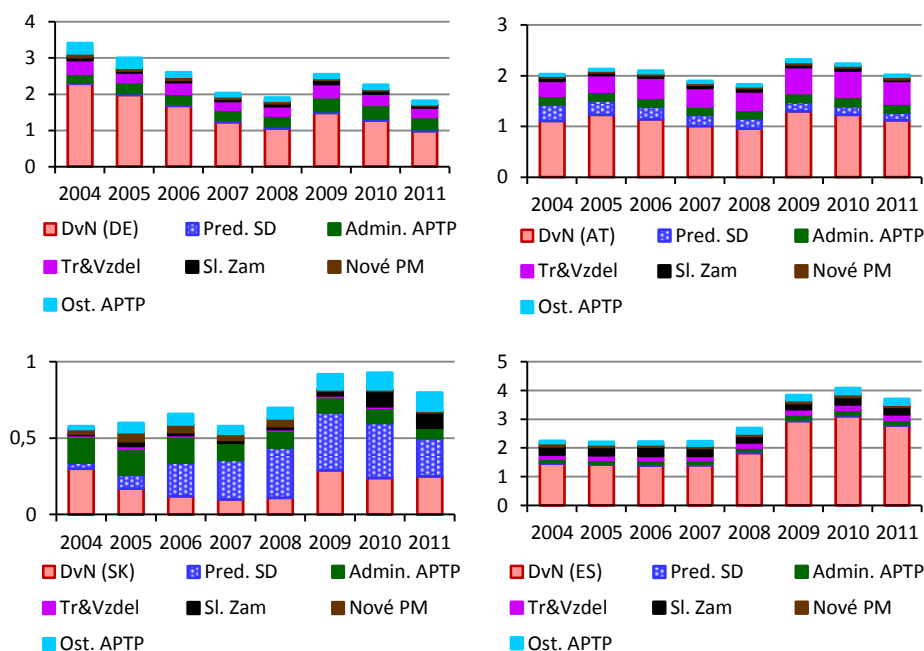 4
3
2
1
0
2004 2005 2006 2007 2008 2009 2010 2011
DvN (DE) Pred. SD Admin. APTP
Tr&Vzdel Sl. Zam Nové PM
Ost. APTP
3
2
1
0
2004 2005 2006 2007 2008 2009 2010 2011
DvN (AT) Pred. SD Admin. APTP
Tr&Vzdel Sl. Zam Nové PM
Ost. APTP
1
0,5
0
2004 2005 2006 2007 2008 2009 2010 2011
DvN (SK) Pred. SD Admin. APTP
Tr&Vzdel Sl. Zam Nové PM
Ost. APTP
5
4
3
2
1
0
2004 2005 2006 2007 2008 2009 2010 2011
DvN (ES) Pred. SD Admin. APTP
Tr&Vzdel Sl. Zam Nové PM
Ost. APTP